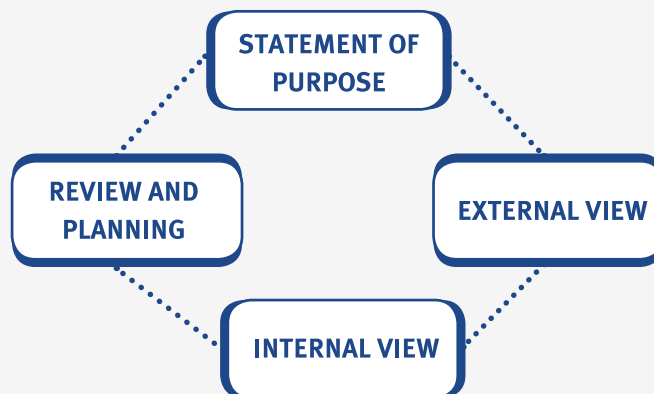 STATEMENT OF
PURPOSE
REVIEW AND
PLANNING
EXTERNAL VIEW
INTERNAL VIEW